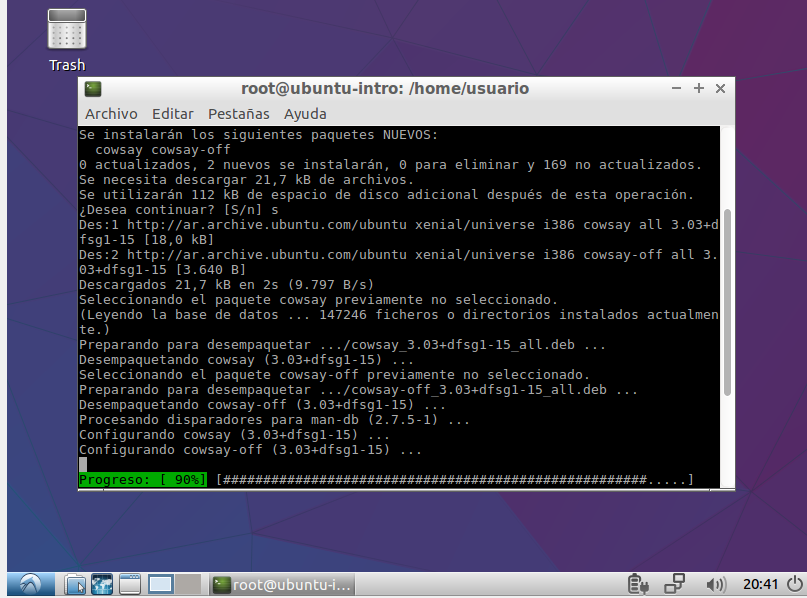 Trash
root@ubuntu-intro: /home/usuario
Archivo Editar Pestañas Ayuda
Se instalarán los siguientes paquetes NUEVOS:
  cowsay cowsay-off
0 actualizados, 2 nuevos se instalarán, 0 para eliminar y 169 no actualizados.
Se necesita descargar 21,7 kB de archivos.
Se utilizarán 112 kB de espacio de disco adicional después de esta operación.
¿Desea continuar? [S/n] s
Des:1 http://ar.archive.ubuntu.com/ubuntu xenial/universe i386 cowsay all 3.03+d
fsg1-15 [18,0 kB]
Des:2 http://ar.archive.ubuntu.com/ubuntu xenial/universe i386 cowsay-off all 3.
03+dfsg1-15 [3.640 B]
Descargados 21,7 kB en 2s (9.797 B/s)
Seleccionando el paquete cowsay previamente no seleccionado.
(Leyendo la base de datos ... 147246 ficheros o directorios instalados actualmen
te.)
Preparando para desempaquetar .../cowsay_3.03+dfsg1-15_all.deb ...
Desempaquetando cowsay (3.03+dfsg1-15) ...
Seleccionando el paquete cowsay-off previamente no seleccionado.
Preparando para desempaquetar .../cowsay-off_3.03+dfsg1-15_all.deb ...
Desempaquetando cowsay-off (3.03+dfsg1-15) ...
Procesando disparadores para man-db (2.7.5-1) ...
Configurando cowsay (3.03+dfsg1-15) ...
Configurando cowsay-off (3.03+dfsg1-15) ...
Progreso: [ 90%] [######################################################.....]
root@ubuntu-i...
20:41